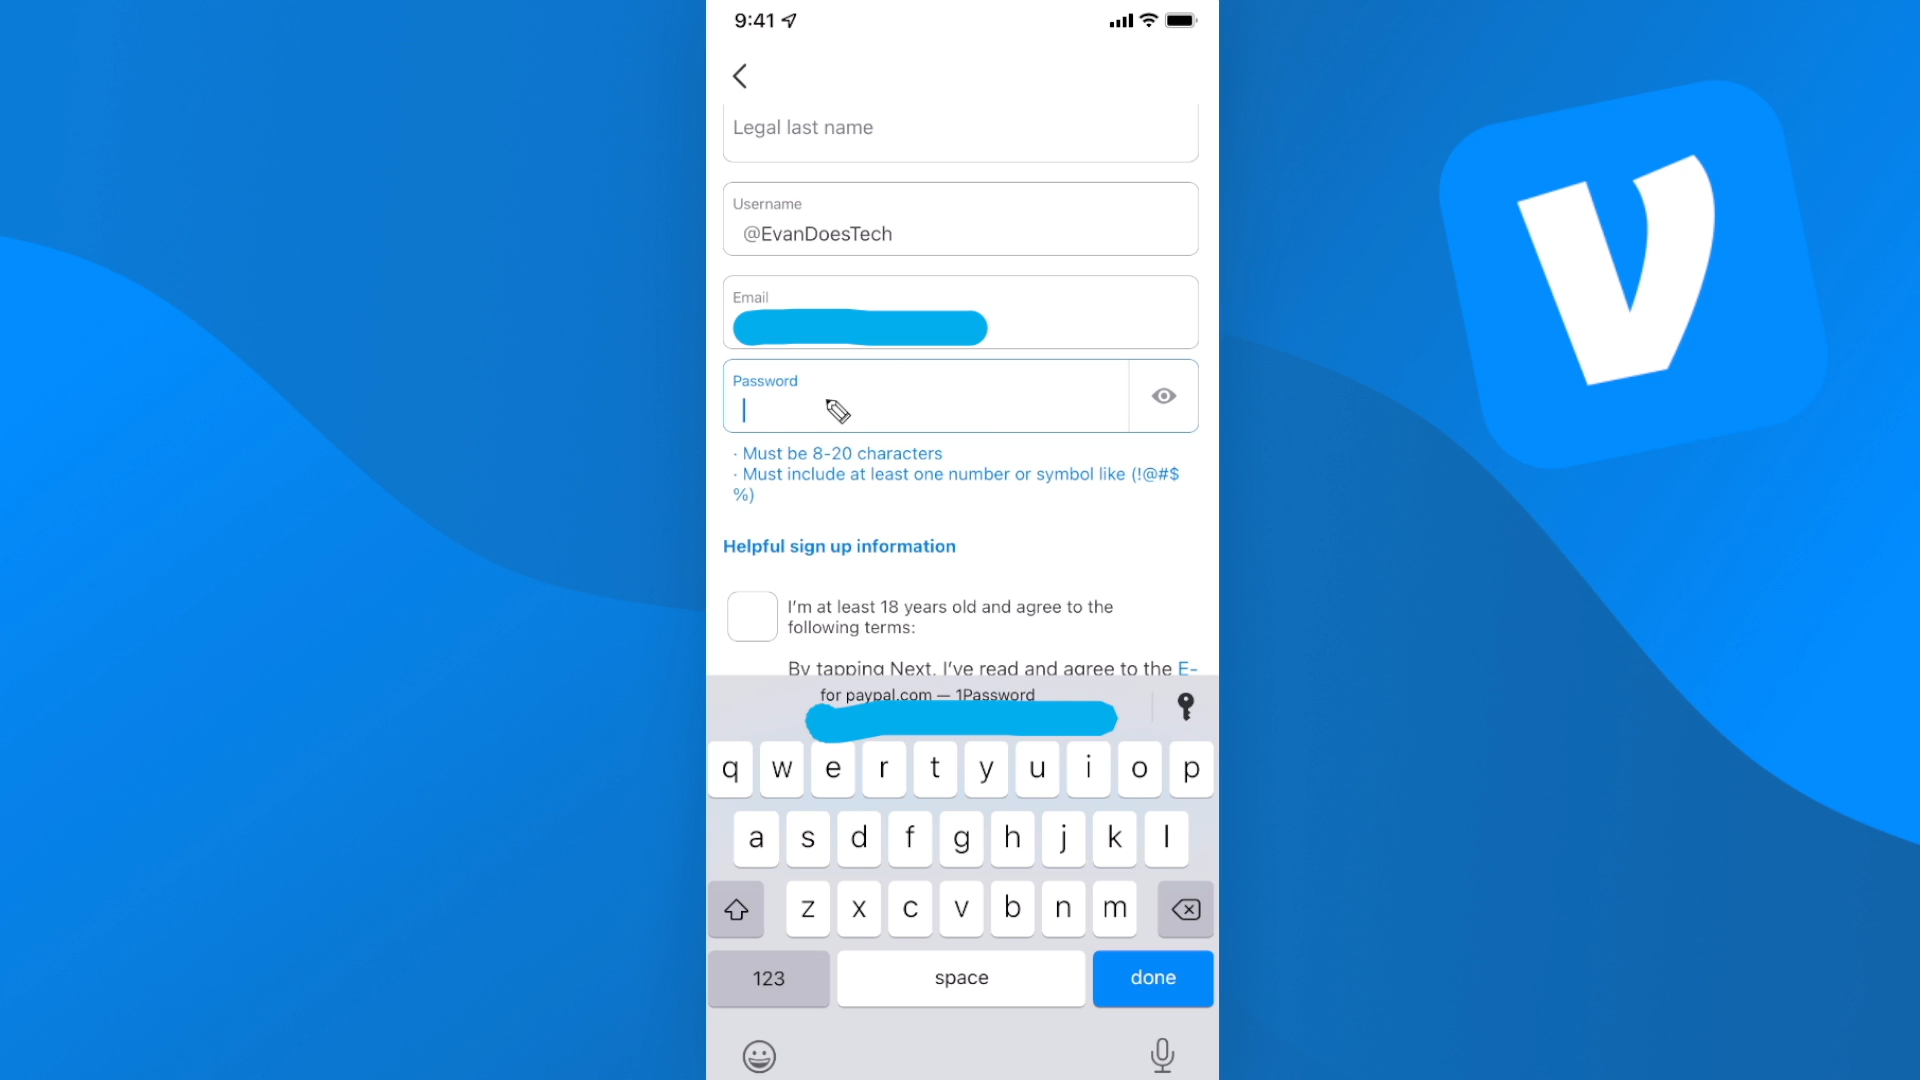 9:41
Legal last name
Username
@EvanDoesTech
Email
Password
· Must be 8-20 characters
· Must include at least one number or symbol like (!@#$
%)
Helpful sign up information
I'm at least 18 years old and agree to the
following terms:
By tapping Next, I've read and agree to the E-
for paypal.com — 1Password
q w e r t y u i o p
a s d f g h j k l
z x c v b n m
123 space done